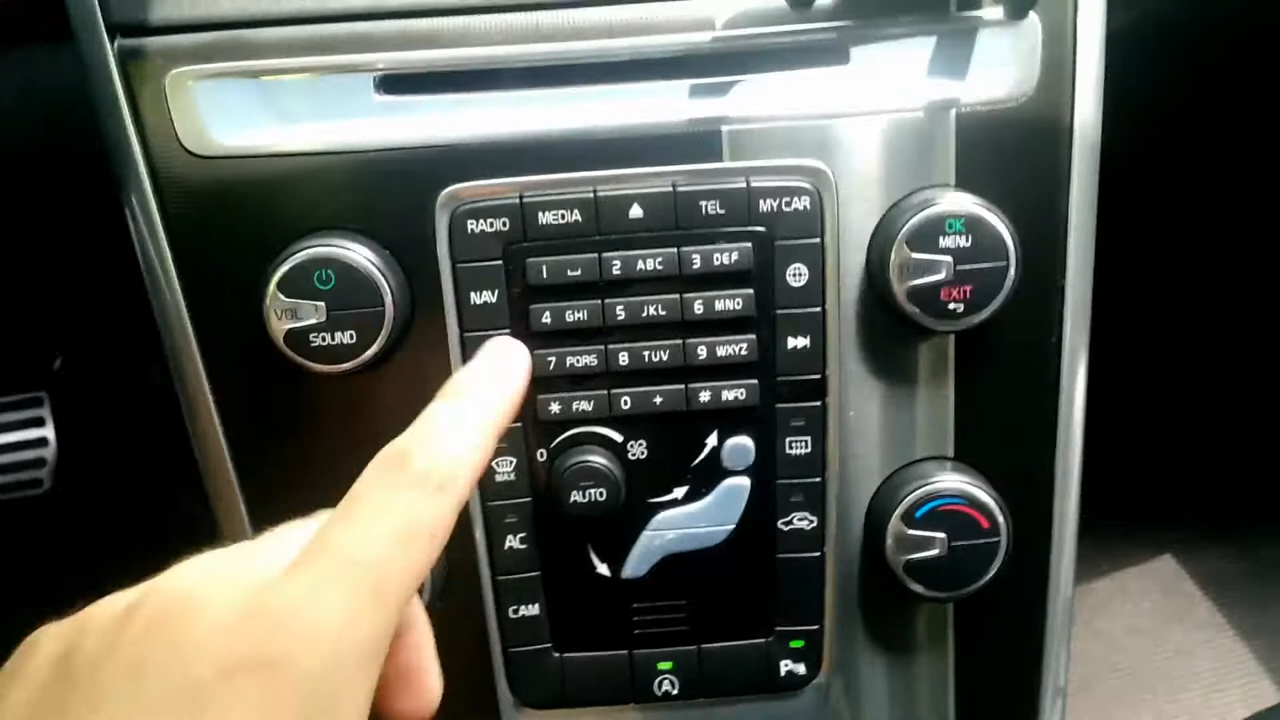 RADIO MEDIA TEL MY CAR
1 2 ABC 3 DEF
NAV
4 GHI 5 JKL 6 MNO
7 PQRS 8 TUV 9 WXYZ
* FAV 0 + # INFO
VOL
SOUND
OK
MENU
EXIT
0
AUTO
MAX
AC
CAM
A
P